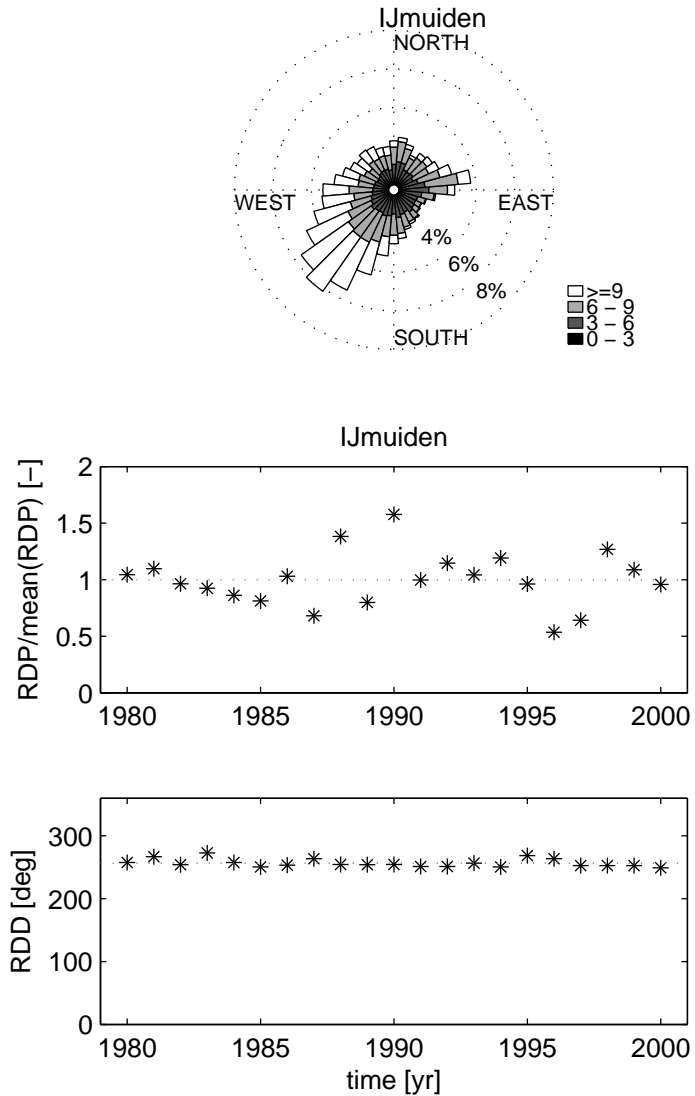 IJmuiden
NORTH
WEST
EAST
4%
6%
8%
SOUTH
>=9
6 – 9
3 – 6
0 – 3
IJmuiden
RDP/mean(RDP) [–]
2
1.5
1
0.5
0
1980 1985 1990 1995 2000
RDD [deg]
300
200
100
0
1980 1985 1990 1995 2000
time [yr]